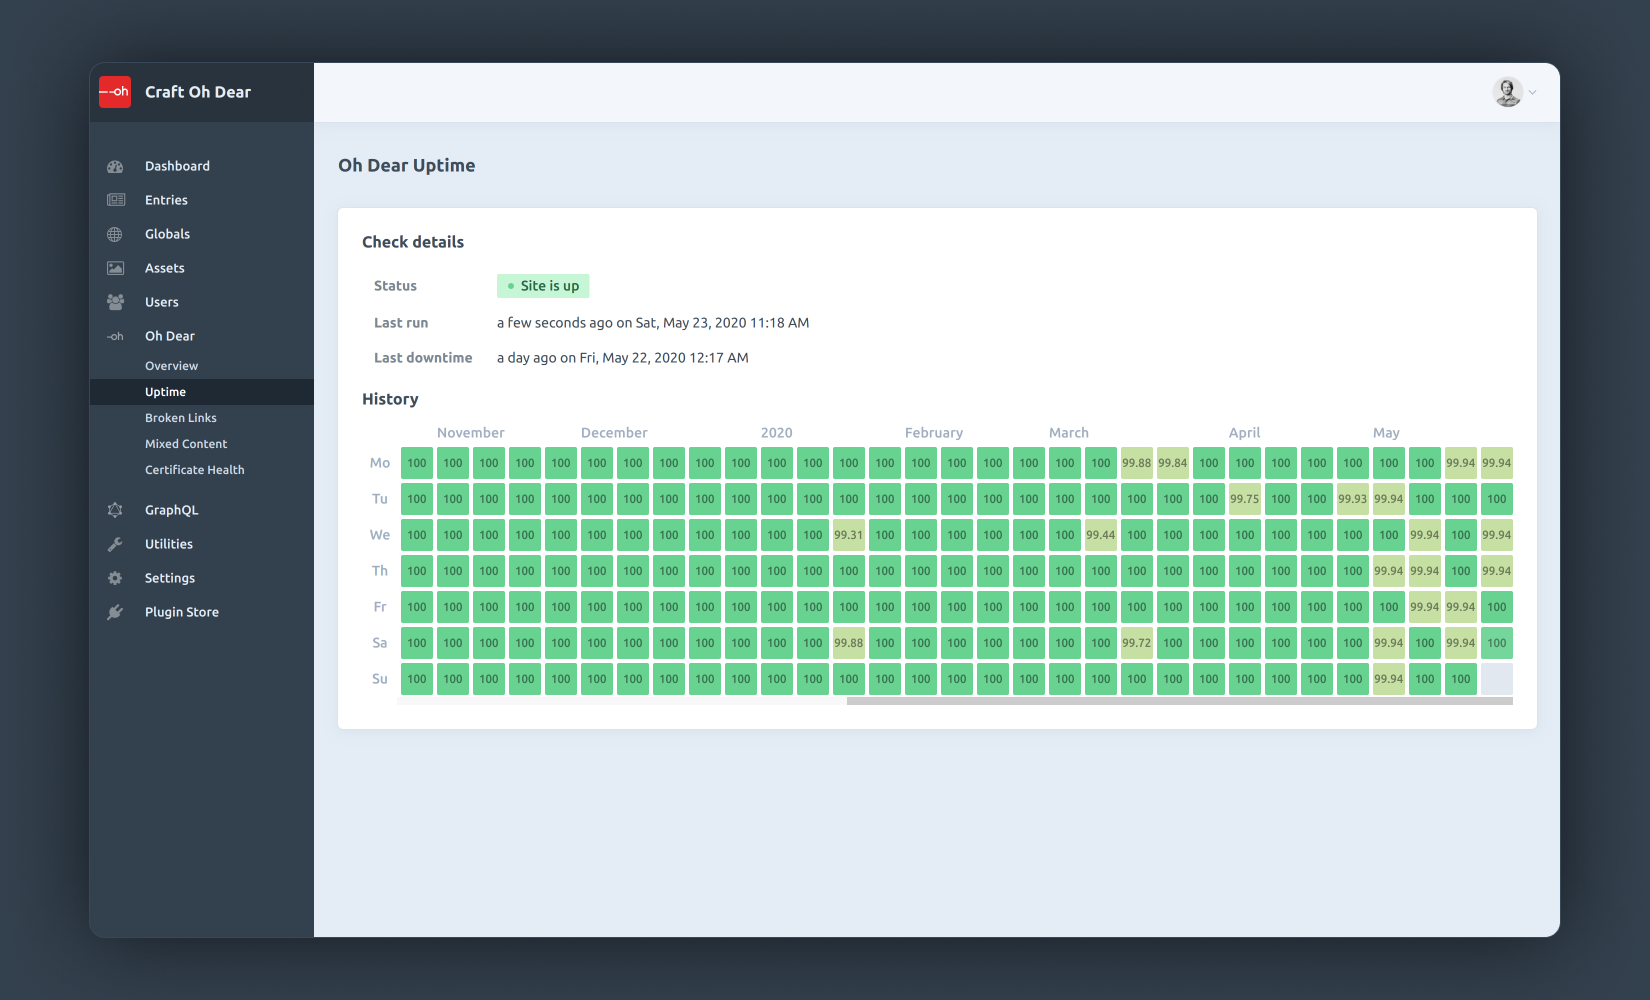 --oh Craft Oh Dear
Dashboard
Entries
Globals
Assets
Users
-oh Oh Dear
Overview
Uptime
Broken Links
Mixed Content
Certificate Health
GraphQL
Utilities
Settings
Plugin Store
Oh Dear Uptime
Check details
Status Site is up
Last run a few seconds ago on Sat, May 23, 2020 11:18 AM
Last downtime a day ago on Fri, May 22, 2020 12:17 AM
History
November December 2020 February March April May
Mo 100 100 100 100 100 100 100 100 100 100 100 100 100 100 100 100 100 100 100 100 99.88 99.84 100 100 100 100 100 100 100 99.94 99.94
Tu 100 100 100 100 100 100 100 100 100 100 100 100 100 100 100 100 100 100 100 100 100 100 100 99.75 100 100 99.93 99.94 100 100 100
We 100 100 100 100 100 100 100 100 100 100 100 100 99.31 100 100 100 100 100 100 99.44 100 100 100 100 100 100 100 100 99.94 100 99.94
Th 100 100 100 100 100 100 100 100 100 100 100 100 100 100 100 100 100 100 100 100 100 100 100 100 100 100 100 99.94 99.94 100 99.94
Fr 100 100 100 100 100 100 100 100 100 100 100 100 100 100 100 100 100 100 100 100 100 100 100 100 100 100 100 100 99.94 99.94 100
Sa 100 100 100 100 100 100 100 100 100 100 100 100 99.88 100 100 100 100 100 100 100 99.72 100 100 100 100 100 100 99.94 100 99.94 100
Su 100 100 100 100 100 100 100 100 100 100 100 100 100 100 100 100 100 100 100 100 100 100 100 100 100 100 100 99.94 100 100